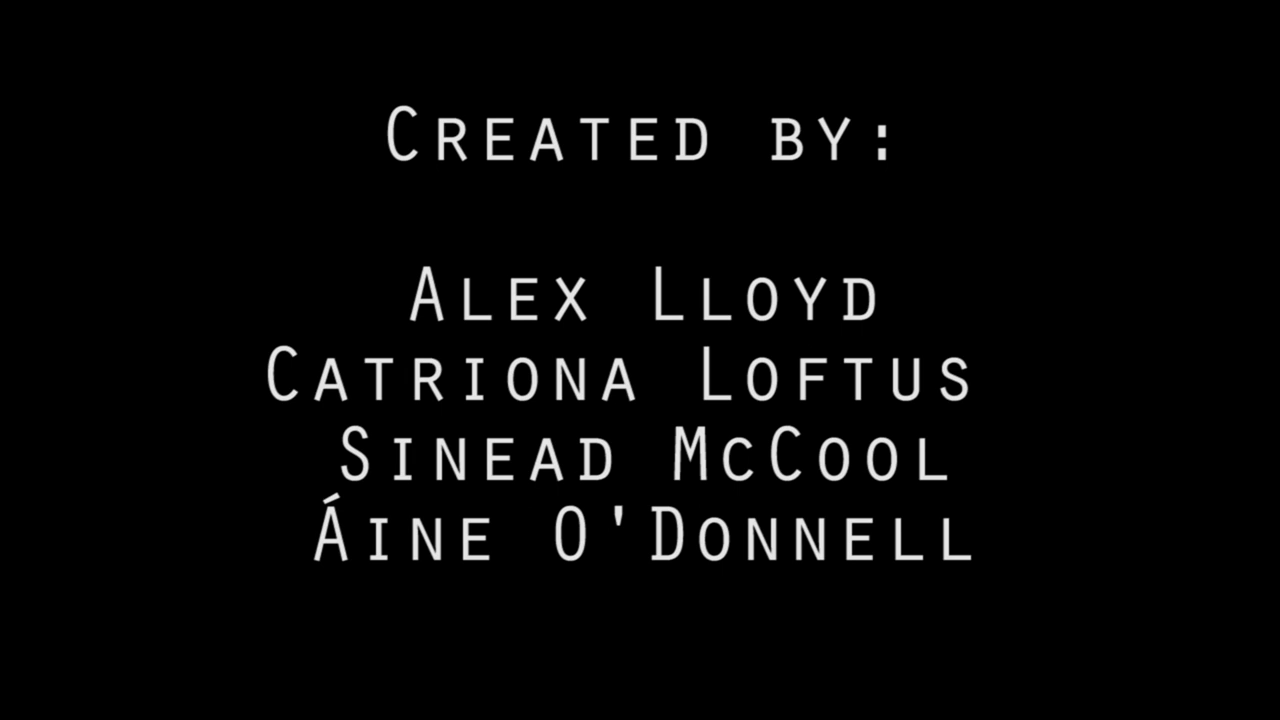 Created by:
Alex Lloyd
Catriona Loftus
Sinead McCool
Áine O'Donnell